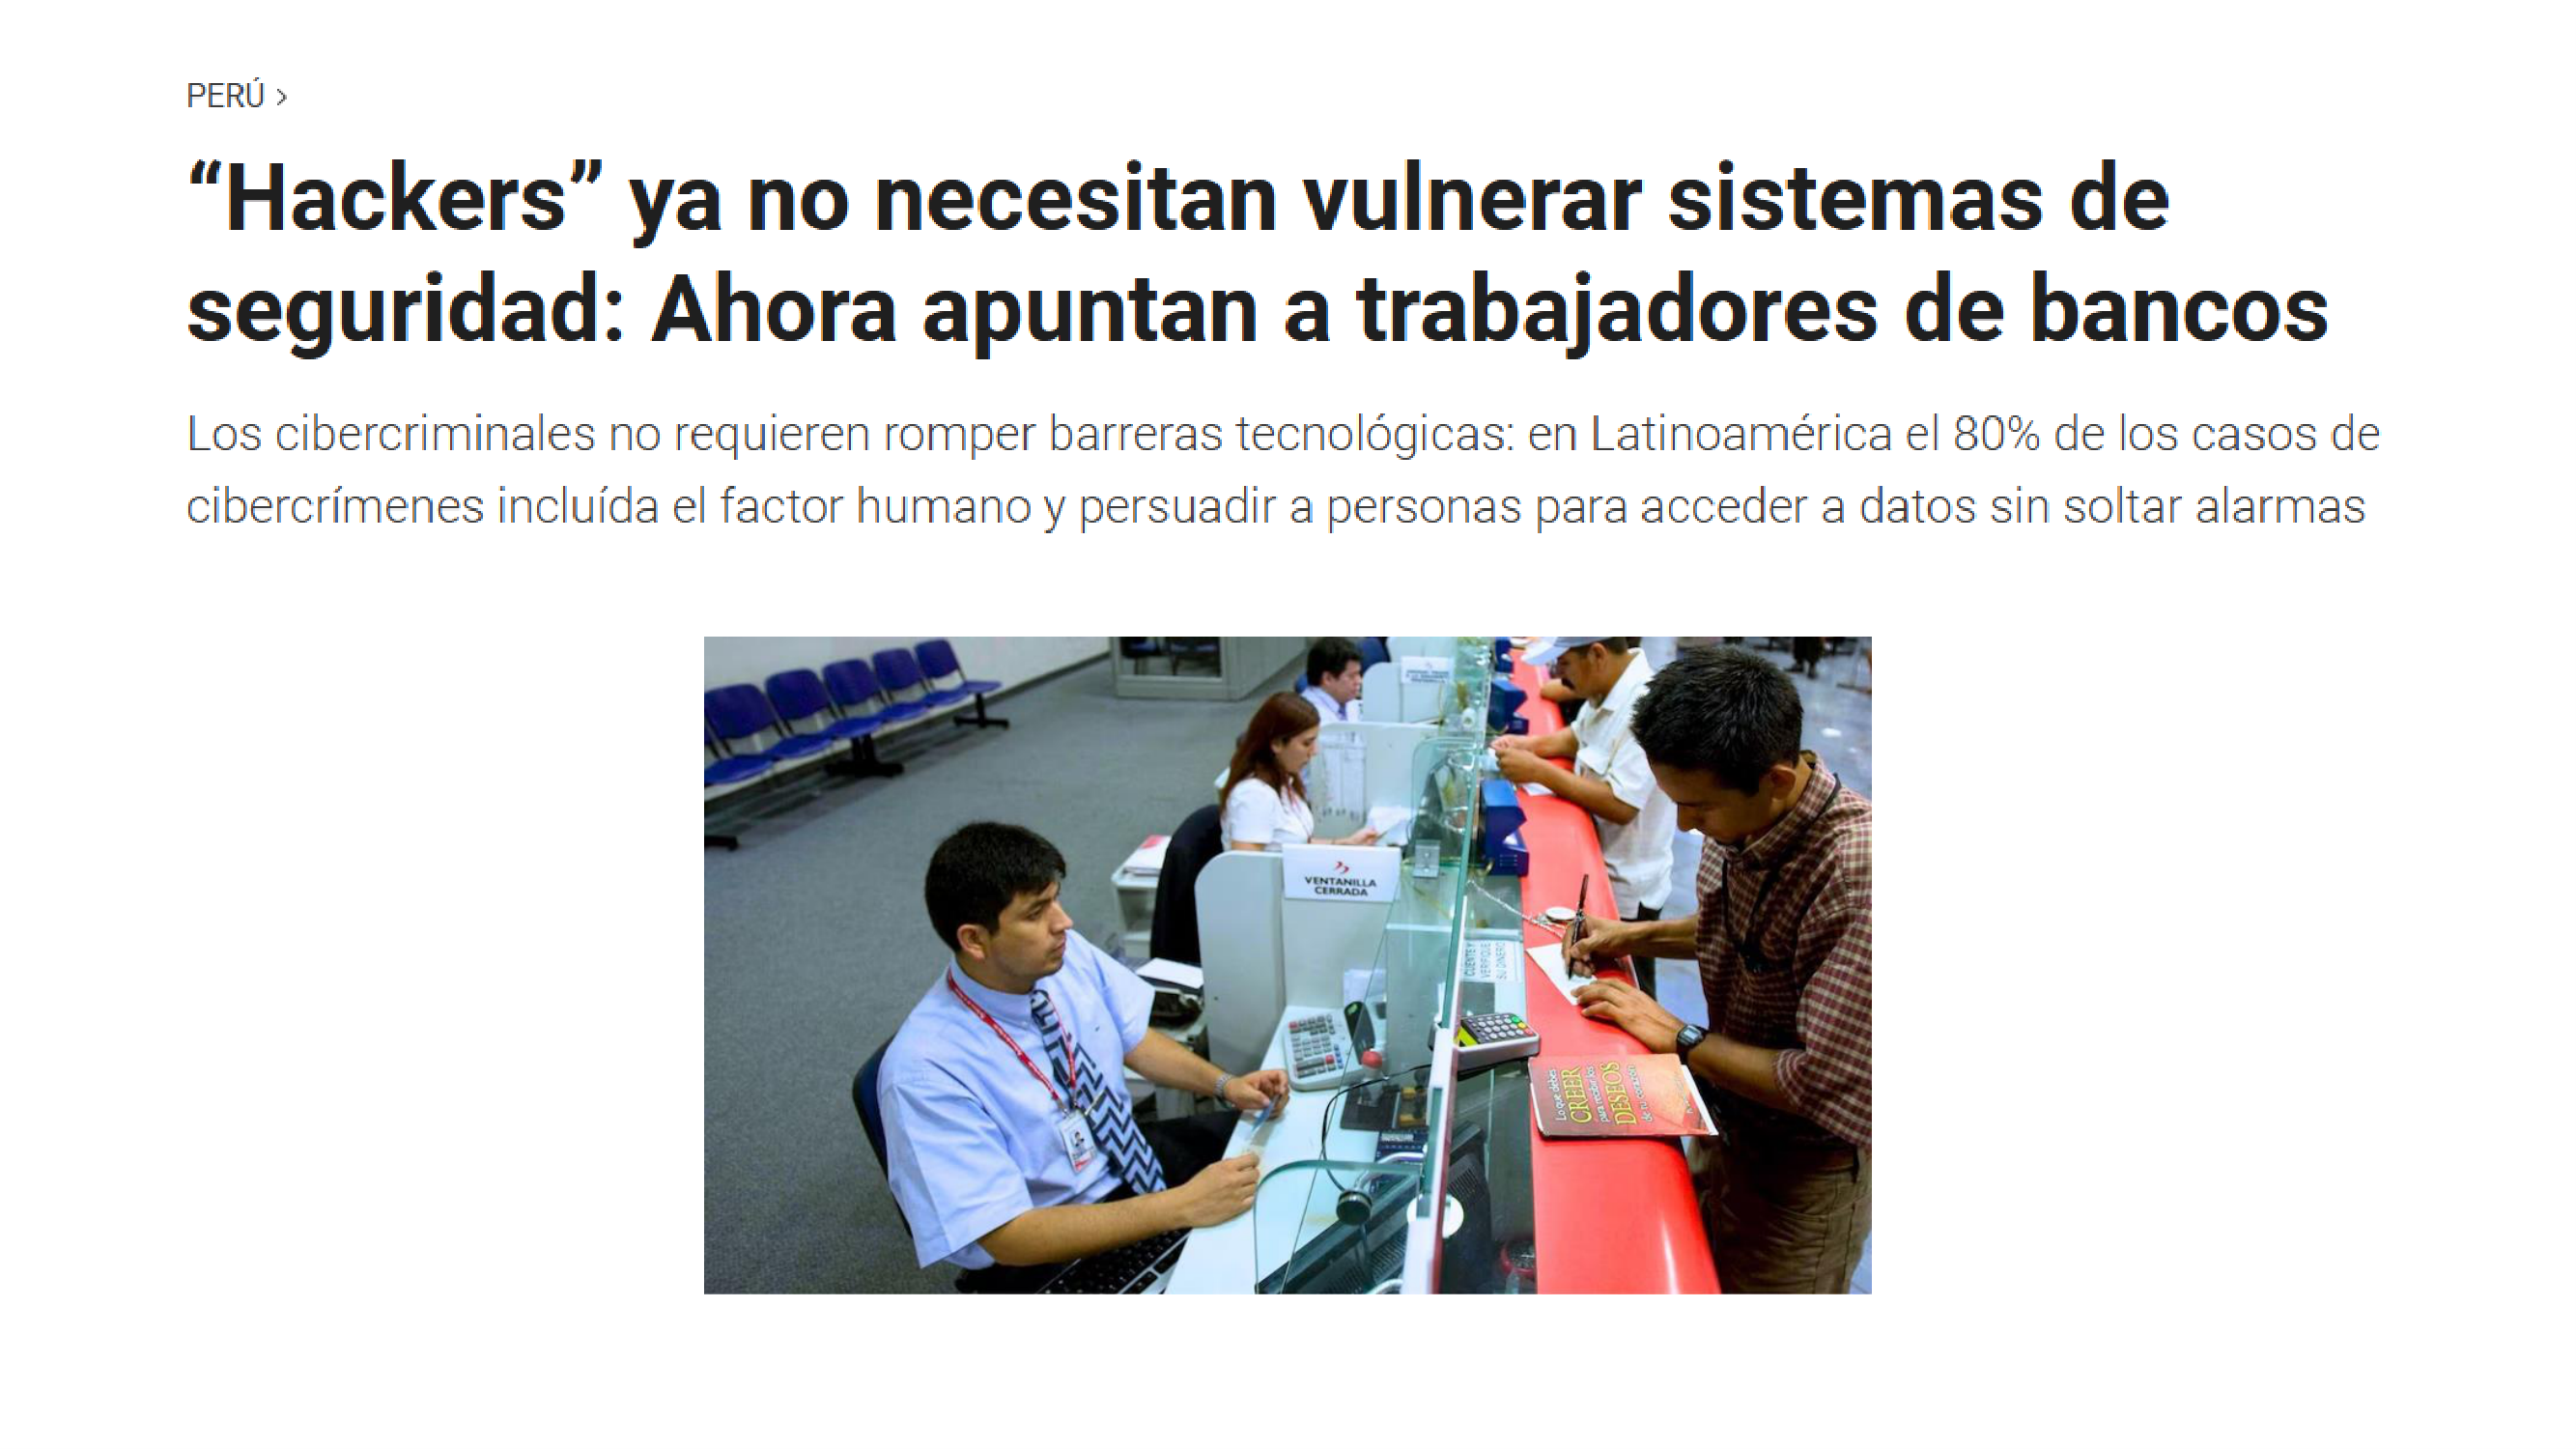 PERÚ >
“Hackers” ya no necesitan vulnerar sistemas de
seguridad: Ahora apuntan a trabajadores de bancos
Los cibercriminales no requieren romper barreras tecnológicas: en Latinoamérica el 80% de los casos de
cibercrímenes incluída el factor humano y persuadir a personas para acceder a datos sin soltar alarmas
VENTANILLA
CERRADA
CUENTE Y
VERIFIQUE
SU DINERO
Lo que debes
CREER
para recibir los
DESEOS
de tu corazón